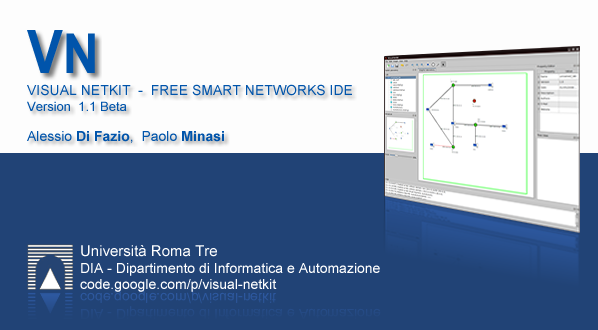 VN
VISUAL NETKIT - FREE SMART NETWORKS IDE
Version 1.1 Beta
Alessio Di Fazio, Paolo Minasi
Università Roma Tre
DIA - Dipartimento di Informatica e Automazione
code.google.com/p/visual-netkit